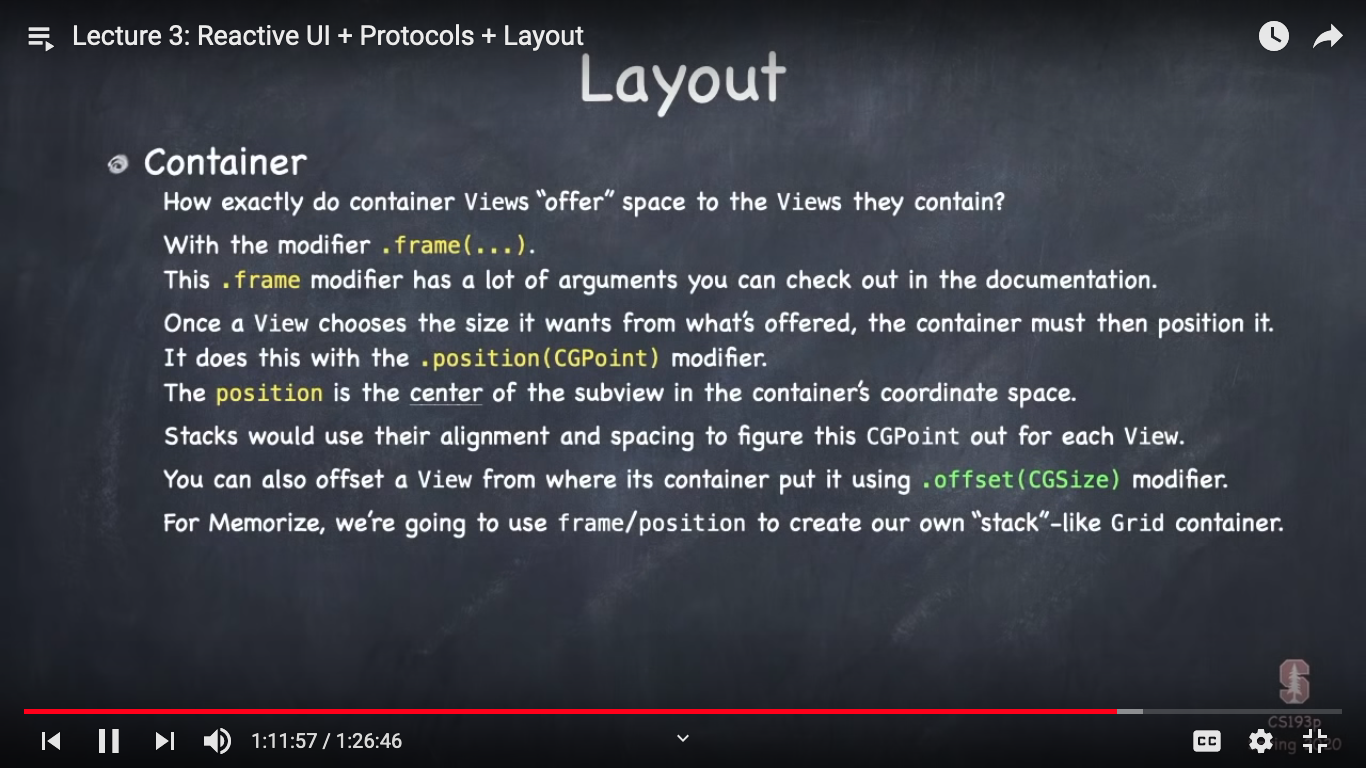 Lecture 3: Reactive UI + Protocols + Layout
Layout
Container
How exactly do container Views “offer” space to the Views they contain?
With the modifier .frame(...).
This .frame modifier has a lot of arguments you can check out in the documentation.
Once a View chooses the size it wants from what’s offered, the container must then position it.
It does this with the .position(CGPoint) modifier.
The position is the center of the subview in the container’s coordinate space.
Stacks would use their alignment and spacing to figure this CGPoint out for each View.
You can also offset a View from where its container put it using .offset(CGSize) modifier.
For Memorize, we’re going to use frame/position to create our own “stack”-like Grid container.
S
CS193p
1:11:57 / 1:26:46
CC